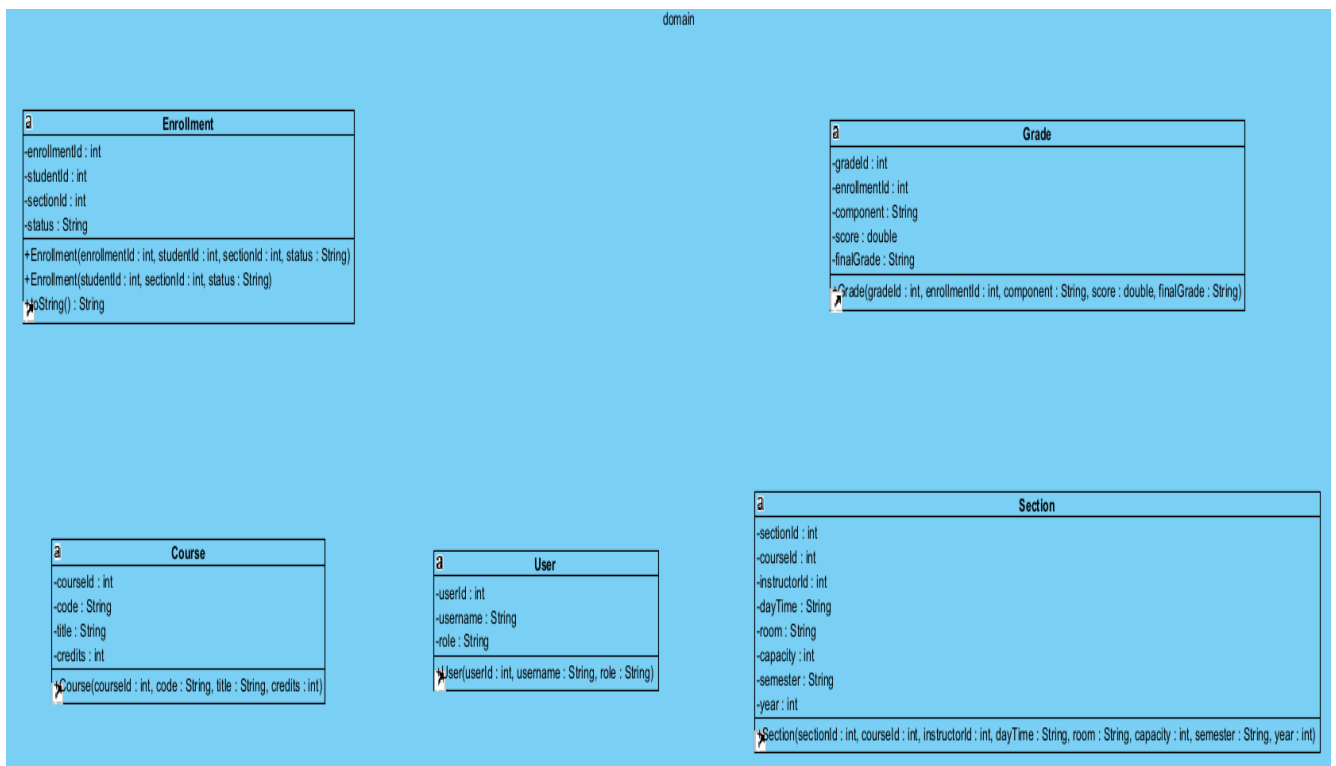 domain
a Enrollment
-enrollmentId : int
-studentId : int
-sectionId : int
-status : String
+Enrollment(enrollmentId : int, studentId : int, sectionId : int, status : String)
+Enrollment(studentId : int, sectionId : int, status : String)
+toString() : String
a Grade
-gradeId : int
-enrollmentId : int
-component : String
-score : double
-finalGrade : String
+Grade(gradeId : int, enrollmentId : int, component : String, score : double, finalGrade : String)
a Course
-courseId : int
-code : String
-title : String
-credits : int
+Course(courseId : int, code : String, title : String, credits : int)
a User
-userId : int
-username : String
-role : String
+User(userId : int, username : String, role : String)
a Section
-sectionId : int
-courseId : int
-instructorId : int
-dayTime : String
-room : String
-capacity : int
-semester : String
-year : int
+Section(sectionId : int, courseId : int, instructorId : int, dayTime : String, room : String, capacity : int, semester : String, year : int)